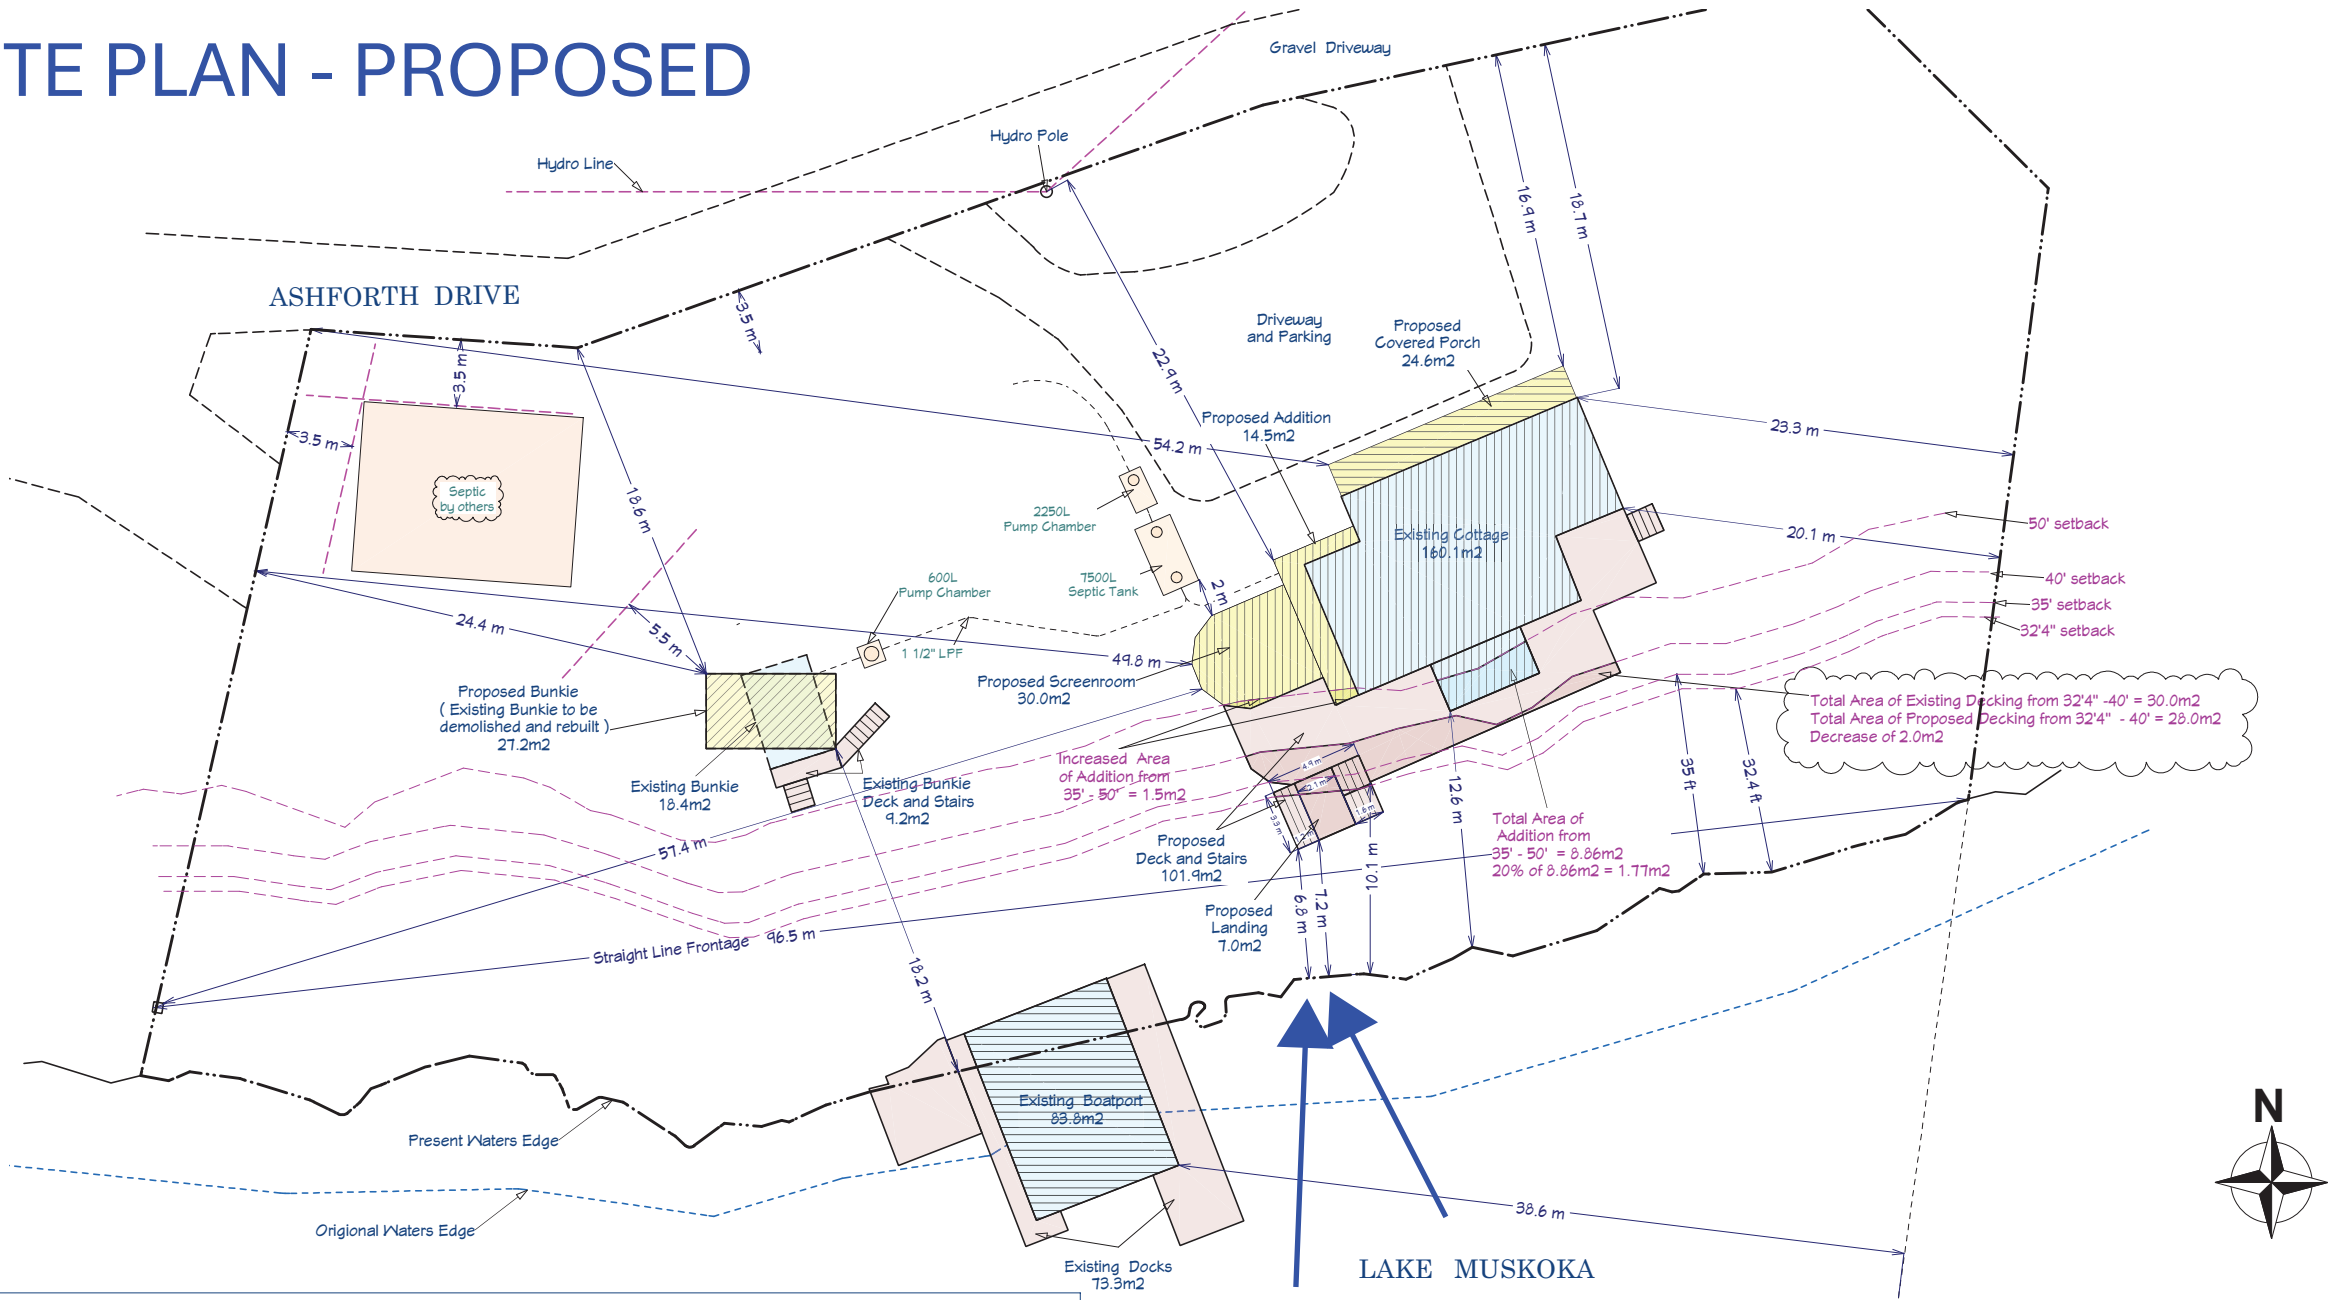 TE PLAN - PROPOSED
Gravel Driveway
Hydro Pole
Hydro Line
ASHFORTH DRIVE
3.5 m
3.5 m
3.5 m
16.9 m
18.7 m
22.9 m
Driveway
and Parking
Proposed
Covered Porch
24.6m2
Proposed Addition
14.5m2
54.2 m
23.3 m
18.6 m
Septic
by others
2250L
Pump Chamber
Existing Cottage
160.1m2
20.1 m
50' setback
40' setback
35' setback
32'4" setback
600L
Pump Chamber
7500L
Septic Tank
2 m
24.4 m
5.5 m
1 1/2" LPF
49.8 m
Proposed Screenroom
30.0m2
Proposed Bunkie
( Existing Bunkie to be
demolished and rebuilt )
27.2m2
Total Area of Existing Decking from 32'4" -40' = 30.0m2
Total Area of Proposed Decking from 32'4" - 40' = 28.0m2
Decrease of 2.0m2
Existing Bunkie
18.4m2
Existing Bunkie
Deck and Stairs
9.2m2
Increased Area
of Addition from
35' - 50' = 1.5m2
4.9 m
2.1 m
1.6 m
3.3 m
1.2 m
12.6 m
35 ft
32.4 ft
57.4 m
Proposed
Deck and Stairs
101.9m2
Total Area of
Addition from
35' - 50' = 8.86m2
20% of 8.86m2 = 1.77m2
10.1 m
7.2 m
6.8 m
Proposed
Landing
7.0m2
Straight Line Frontage 96.5 m
18.2 m
Existing Boatport
83.8m2
Present Waters Edge
Origional Waters Edge
38.6 m
Existing Docks
73.3m2
LAKE MUSKOKA
N